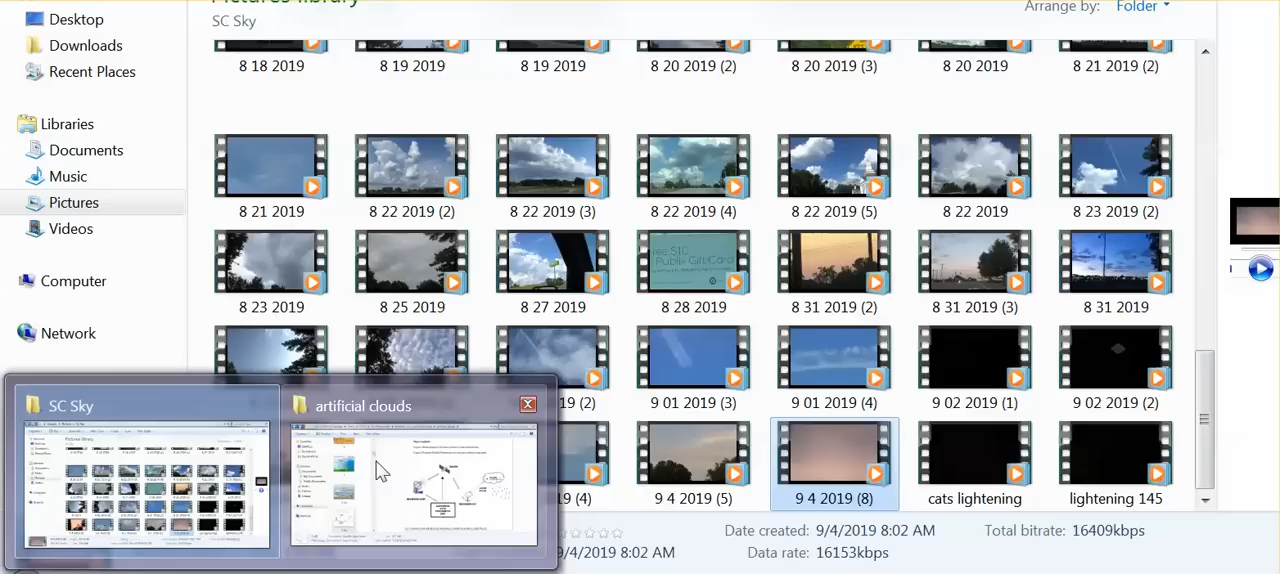 Pictures library
Arrange by: Folder
SC Sky
Desktop
Downloads
Recent Places
Libraries
Documents
Music
Pictures
Videos
Computer
Network
8 18 2019
8 19 2019
8 19 2019
8 20 2019 (2)
8 20 2019 (3)
8 20 2019
8 21 2019 (2)
8 21 2019
8 22 2019 (2)
8 22 2019 (3)
8 22 2019 (4)
8 22 2019 (5)
8 22 2019
8 23 2019 (2)
8 23 2019
8 25 2019
8 27 2019
8 28 2019
8 31 2019 (2)
8 31 2019 (3)
8 31 2019
(2)
9 01 2019 (3)
9 01 2019 (4)
9 02 2019 (1)
9 02 2019 (2)
(4)
9 4 2019 (5)
9 4 2019 (8)
cats lightening
lightening 145
SC Sky
artificial clouds
Date created: 9/4/2019 8:02 AM
Total bitrate: 16409kbps
/4/2019 8:02 AM
Data rate: 16153kbps